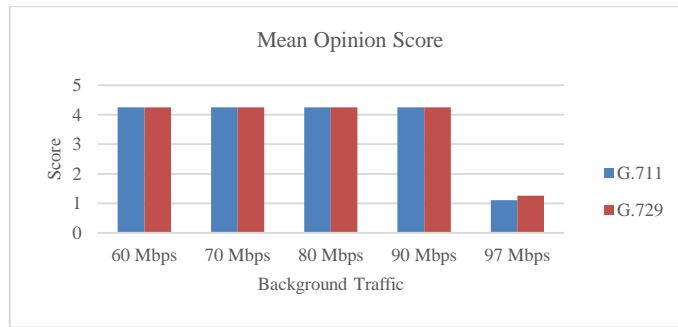 Mean Opinion Score
5
4
3
2
1
0
Score
60 Mbps 70 Mbps 80 Mbps 90 Mbps 97 Mbps
Background Traffic
G.711
G.729